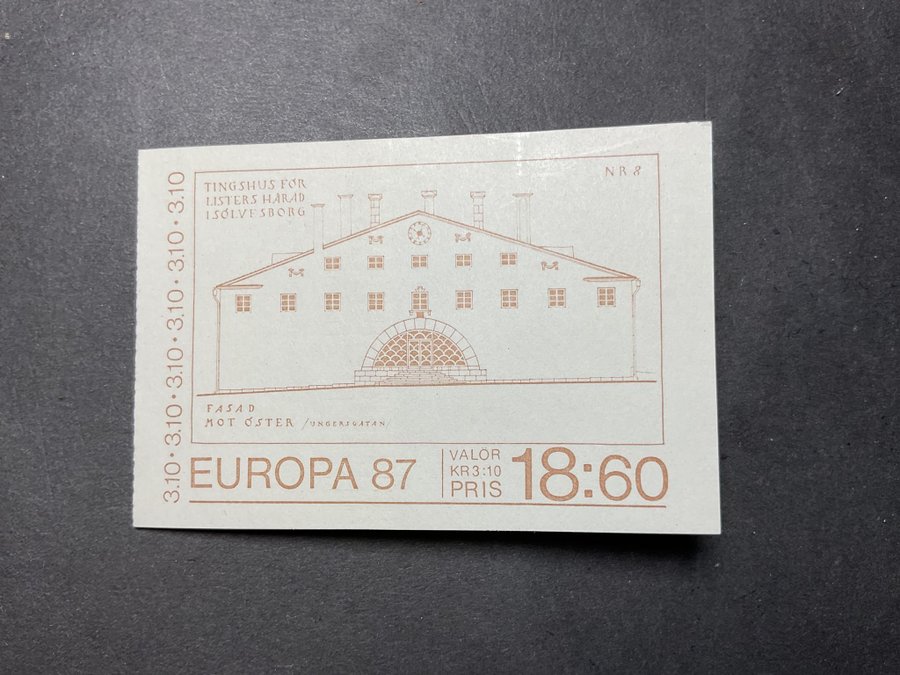 TINGSHUS FÖR
LISTERS HÄRAD
I SÖLVESBORG
NR 8
FASAD
MOT ÖSTER /UNGERSGATAN/
3.10 • 3.10 • 3.10 • 3.10 • 3.10 • 3.10
EUROPA 87
VALÖR
KR 3:10
PRIS 18:60